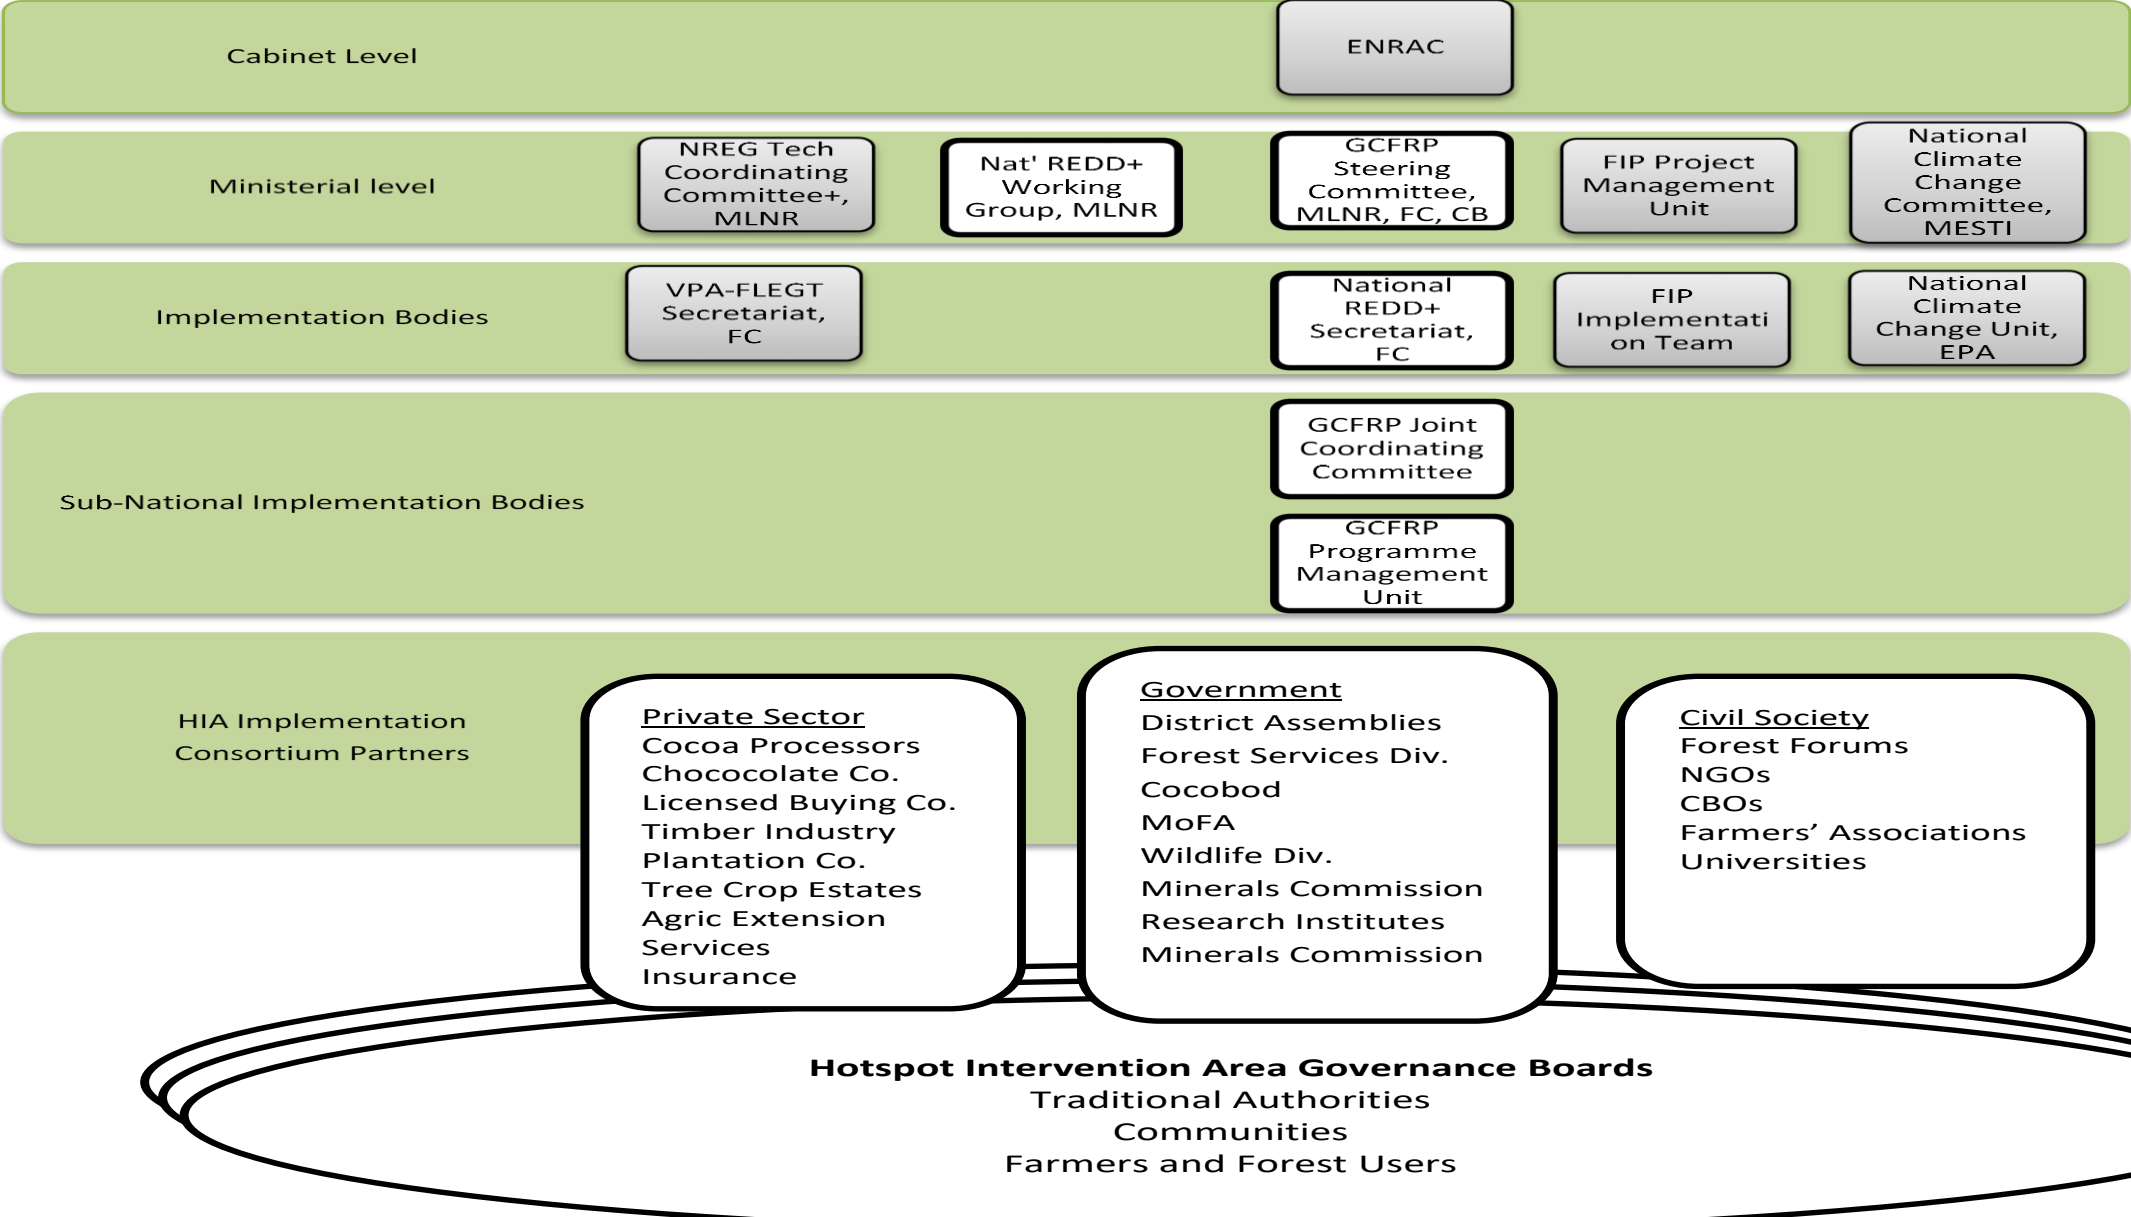 Cabinet Level
ENRAC
Ministerial level
NREG Tech
Coordinating
Committee+,
MLNR
Nat' REDD+
Working
Group, MLNR
GCFRP
Steering
Committee,
MLNR, FC, CB
FIP Project
Management
Unit
National
Climate
Change
Committee,
MESTI
Implementation Bodies
VPA-FLEGT
Secretariat,
FC
National
REDD+
Secretariat,
FC
FIP
Implementati
on Team
National
Climate
Change Unit,
EPA
Sub-National Implementation Bodies
GCFRP Joint
Coordinating
Committee
GCFRP
Programme
Management
Unit
HIA Implementation
Consortium Partners
Private Sector
Cocoa Processors
Chococolate Co.
Licensed Buying Co.
Timber Industry
Plantation Co.
Tree Crop Estates
Agric Extension
Services
Insurance
Government
District Assemblies
Forest Services Div.
Cocobod
MoFA
Wildlife Div.
Minerals Commission
Research Institutes
Minerals Commission
Civil Society
Forest Forums
NGOs
CBOs
Farmers’ Associations
Universities
Hotspot Intervention Area Governance Boards
Traditional Authorities
Communities
Farmers and Forest Users